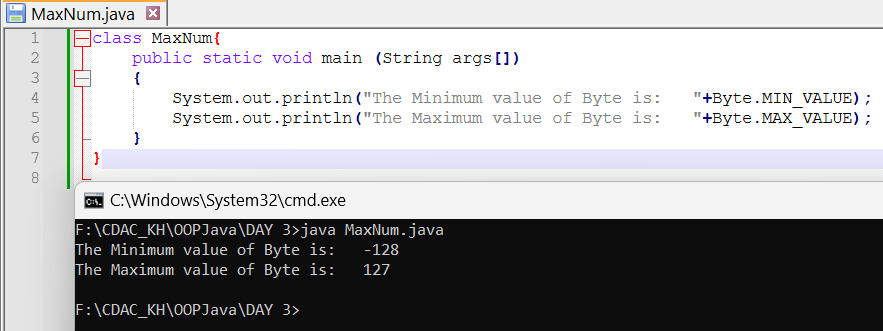 MaxNum.java
1 class MaxNum{
2 public static void main (String args[])
3 {
4 System.out.println("The Minimum value of Byte is:   "+Byte.MIN_VALUE);
5 System.out.println("The Maximum value of Byte is:   "+Byte.MAX_VALUE);
6 }
7 }
8
C:\Windows\System32\cmd.exe
F:\CDAC_KH\OOPJava\DAY 3>java MaxNum.java
The Minimum value of Byte is:   -128
The Maximum value of Byte is:   127
F:\CDAC_KH\OOPJava\DAY 3>